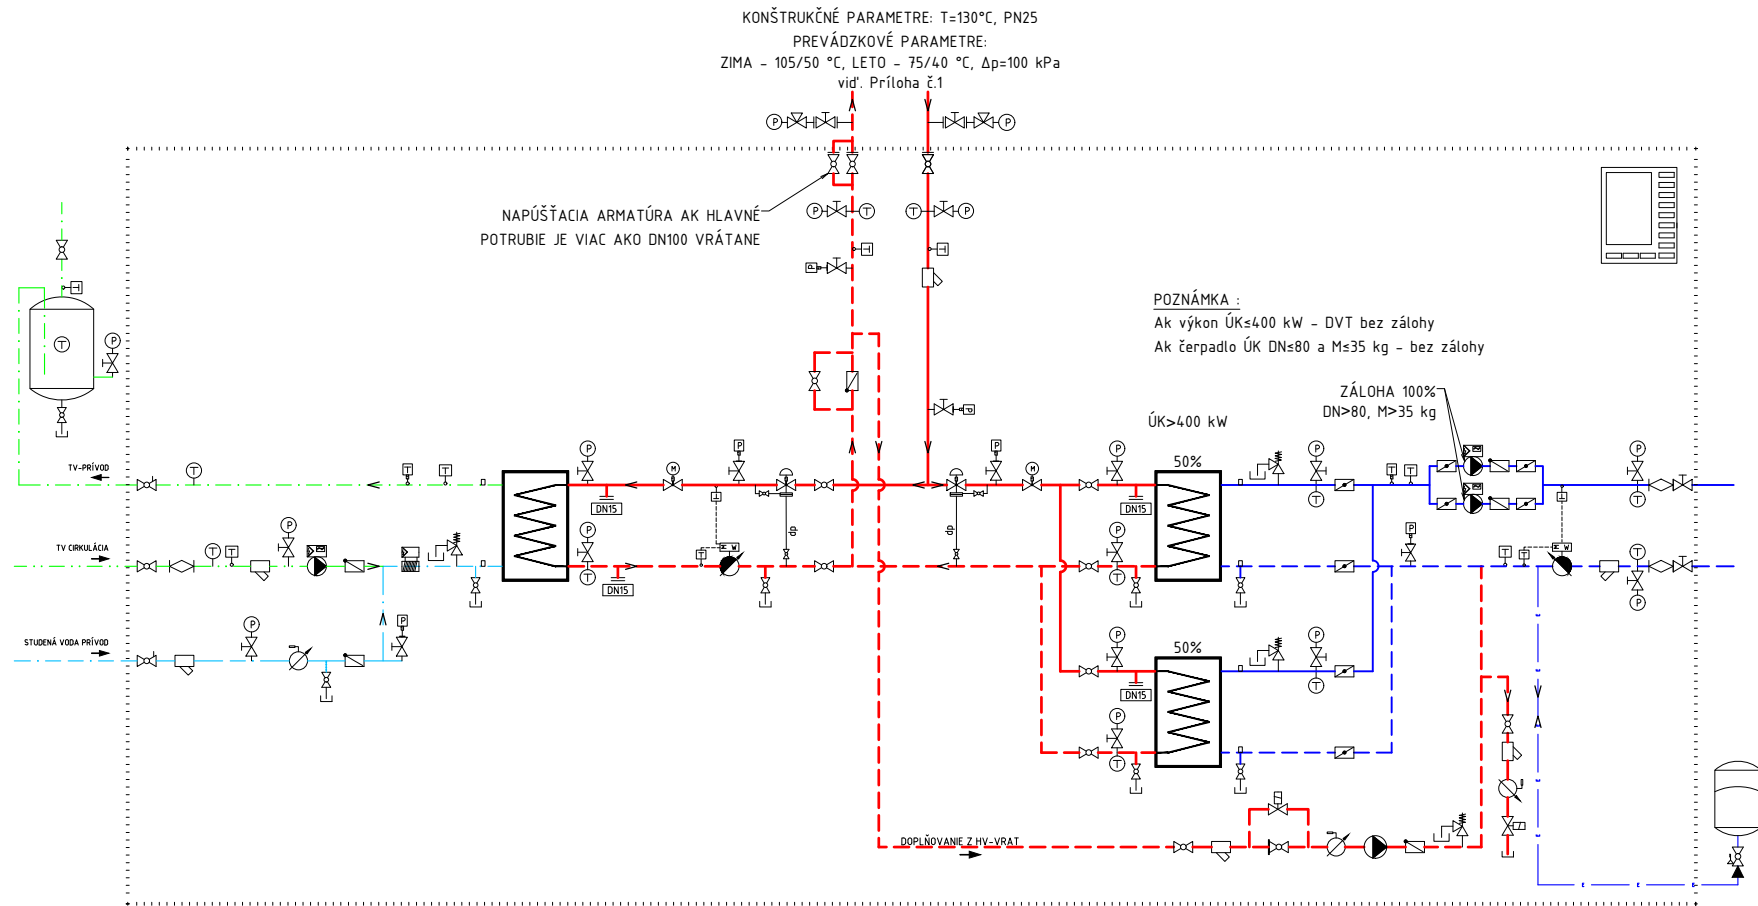 KONŠTRUKČNÉ PARAMETRE: T=130°C, PN25
PREVÁDZKOVÉ PARAMETRE:
ZIMA - 105/50 °C, LETO - 75/40 °C, Δp=100 kPa
viď. Príloha č.1
NAPÚŠŤACIA ARMATÚRA AK HLAVNÉ
POTRUBIE JE VIAC AKO DN100 VRÁTANE
POZNÁMKA :
Ak výkon ÚK≤400 kW - DVT bez zálohy
Ak čerpadlo ÚK DN≤80 a M≤35 kg - bez zálohy
ZÁLOHA 100%
DN>80, M>35 kg
ÚK>400 kW
50%
50%
TV-PRÍVOD
TV CIRKULÁCIA
STUDENÁ VODA PRÍVOD
DN15
DN15
DN15
DN15
dp
dp
DOPĹŇOVANIE Z HV-VRAT